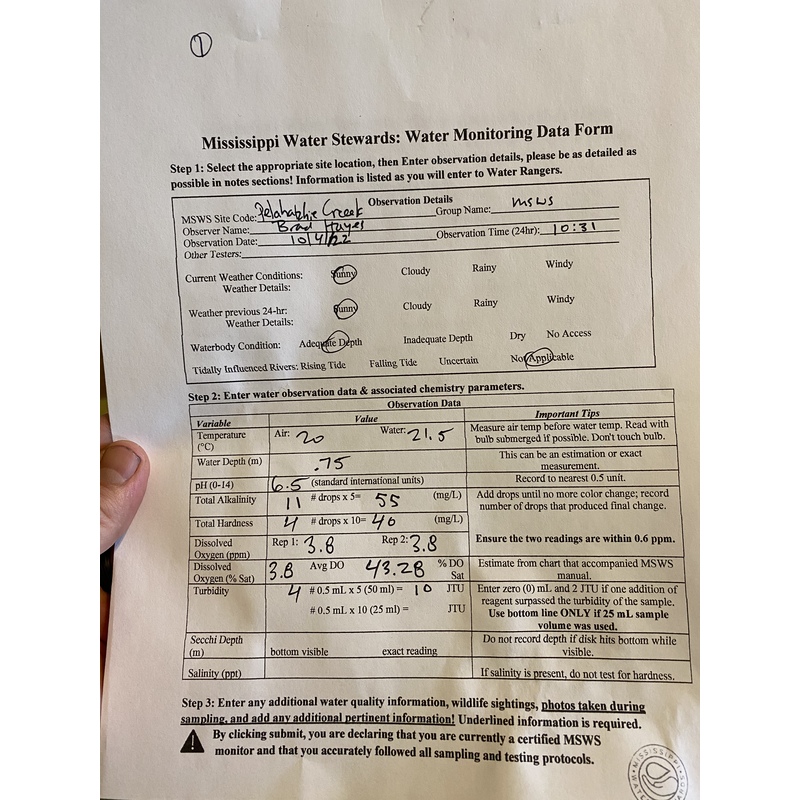 1
Mississippi Water Stewards: Water Monitoring Data Form
Step 1: Select the appropriate site location, then Enter observation details, please be as detailed as
possible in notes sections! Information is listed as you will enter to Water Rangers.
Observation Details
MSWS Site Code: Pelahatchie Creek Group Name: MSWS
Observer Name: Brad Hayes
Observation Date: 10/4/22 Observation Time (24hr): 10:31
Other Testers:
Current Weather Conditions: Sunny Cloudy Rainy Windy
Weather Details:
Weather previous 24-hr: Sunny Cloudy Rainy Windy
Weather Details:
Waterbody Condition: Adequate Depth Inadequate Depth Dry No Access
Tidally Influenced Rivers: Rising Tide Falling Tide Uncertain Not Applicable
Step 2: Enter water observation data & associated chemistry parameters.
Observation Data
Variable Value Important Tips
Temperature (°C) Air: 20 Water: 21.5 Measure air temp before water temp. Read with
bulb submerged if possible. Don't touch bulb.
Water Depth (m) .75 This can be an estimation or exact
measurement.
pH (0-14) 6.5 (standard international units) Record to nearest 0.5 unit.
Total Alkalinity 11 # drops x 5= 55 (mg/L) Add drops until no more color change; record
number of drops that produced final change.
Total Hardness 4 # drops x 10= 40 (mg/L)
Dissolved Oxygen (ppm) Rep 1: 3.8 Rep 2: 3.8 Ensure the two readings are within 0.6 ppm.
Dissolved Oxygen (% Sat) 3.8 Avg DO 43.28 % DO Sat Estimate from chart that accompanied MSWS
manual.
Turbidity 4 # 0.5 mL x 5 (50 ml) = 10 JTU Enter zero (0) mL and 2 JTU if one addition of
reagent surpassed the turbidity of the sample.
# 0.5 mL x 10 (25 ml) = JTU Use bottom line ONLY if 25 mL sample
volume was used.
Secchi Depth (m) bottom visible exact reading Do not record depth if disk hits bottom while
visible.
Salinity (ppt) If salinity is present, do not test for hardness.
Step 3: Enter any additional water quality information, wildlife sightings, photos taken during
sampling, and add any additional pertinent information! Underlined information is required.
By clicking submit, you are declaring that you are currently a certified MSWS
monitor and that you accurately followed all sampling and testing protocols.
MISSISSIPPI